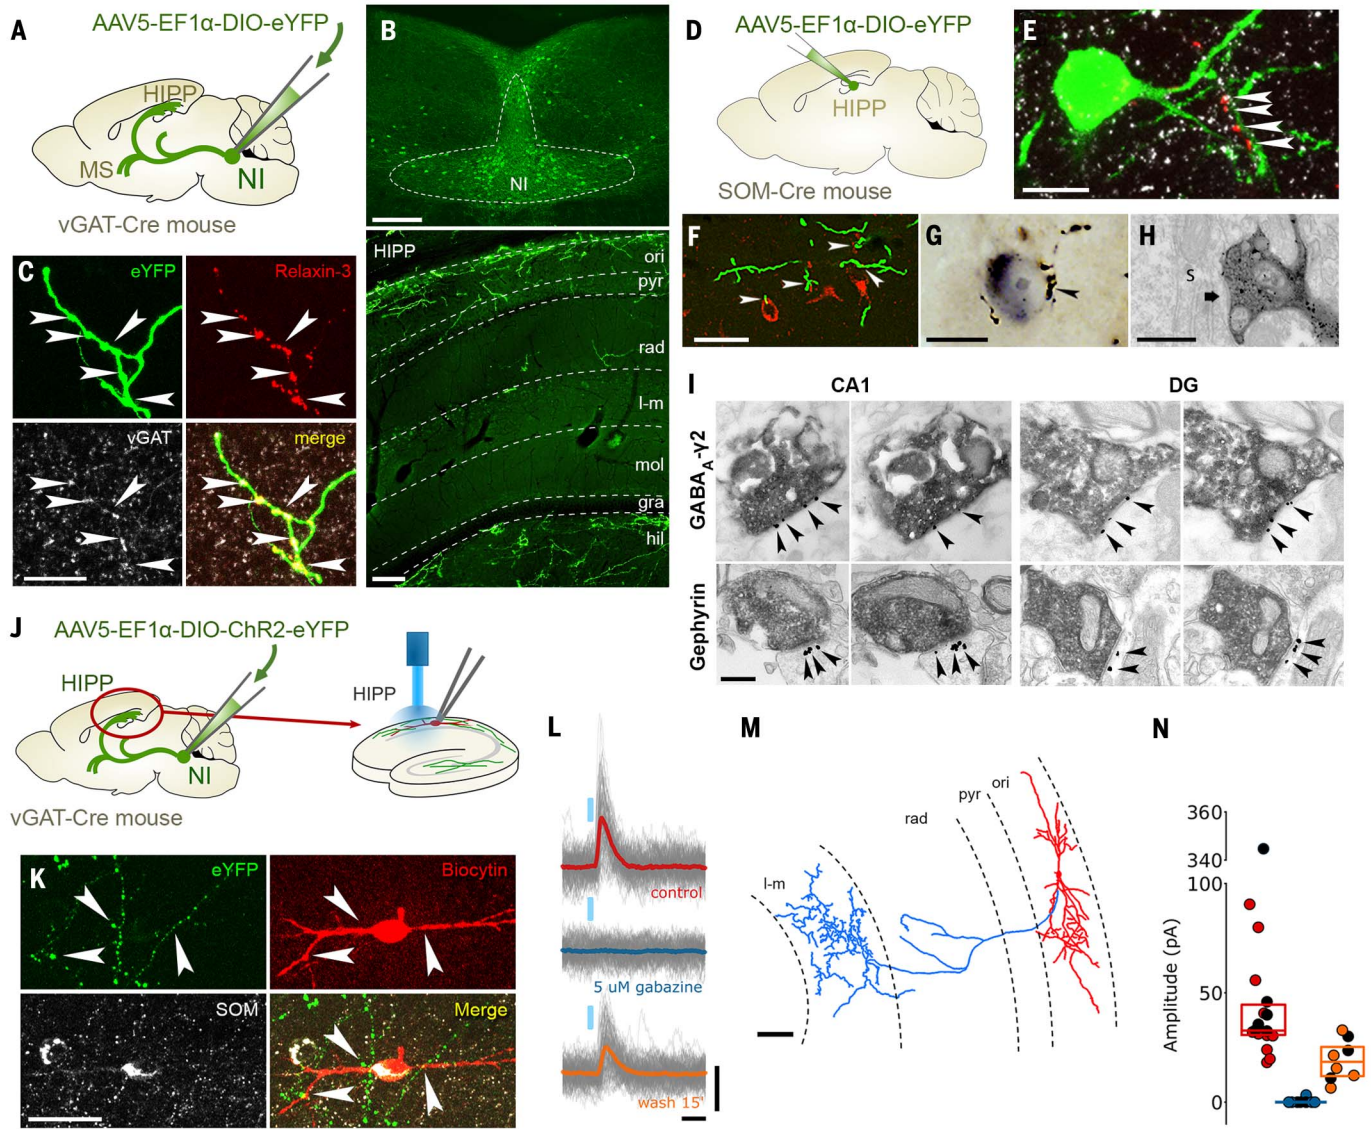 A
AAV5-EF1α-DIO-eYFP
HIPP
MS
NI
vGAT-Cre mouse
B
NI
HIPP
ori
pyr
rad
l-m
mol
gra
hil
C
eYFP
Relaxin-3
vGAT
merge
D
AAV5-EF1α-DIO-eYFP
HIPP
SOM-Cre mouse
E
F
G
H
S
I
CA1
DG
GABAA-γ2
Gephyrin
J
AAV5-EF1α-DIO-ChR2-eYFP
HIPP
NI
vGAT-Cre mouse
HIPP
K
eYFP
Biocytin
SOM
Merge
L
control
5 uM gabazine
wash 15'
M
l-m
rad
pyr
ori
N
Amplitude (pA)
360
340
100
50
0